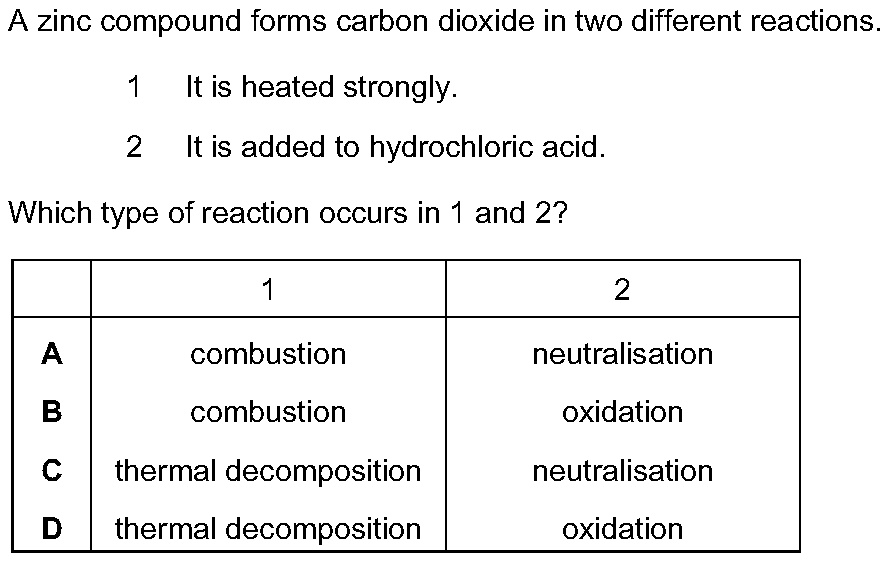 A zinc compound forms carbon dioxide in two different reactions.
1 It is heated strongly.
2 It is added to hydrochloric acid.
Which type of reaction occurs in 1 and 2?
1 2
A combustion neutralisation
B combustion oxidation
C thermal decomposition neutralisation
D thermal decomposition oxidation